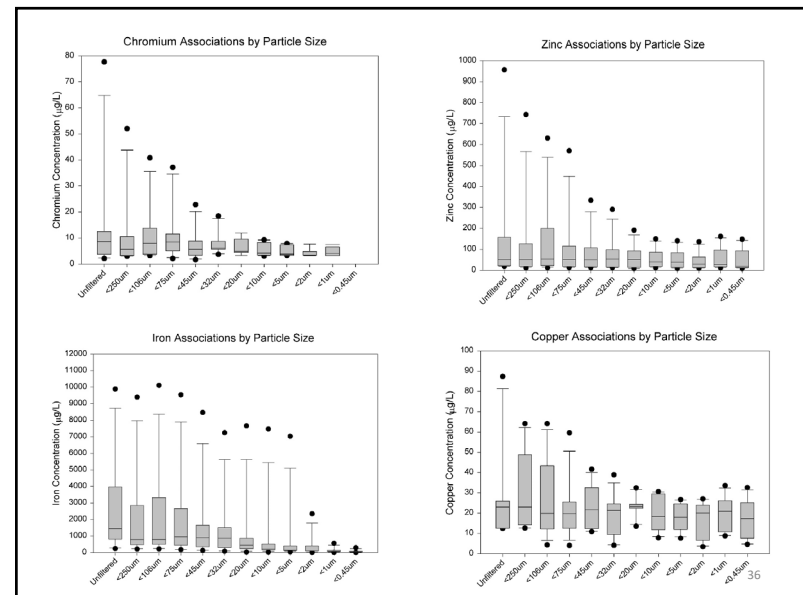 Chromium Associations by Particle Size
Chromium Concentration (µg/L)
80
70
60
50
40
30
20
10
0
Unfiltered
<250um
<106um
<75um
<45um
<32um
<20um
<10um
<5um
<2um
<1um
<0.45um
Zinc Associations by Particle Size
Zinc Concentration (µg/L)
1000
900
800
700
600
500
400
300
200
100
0
Unfiltered
<250um
<106um
<75um
<45um
<32um
<20um
<10um
<5um
<2um
<1um
<0.45um
Iron Associations by Particle Size
Iron Concentration (µg/L)
12000
11000
10000
9000
8000
7000
6000
5000
4000
3000
2000
1000
0
Unfiltered
<250um
<106um
<75um
<45um
<32um
<20um
<10um
<5um
<2um
<1um
<0.45um
Copper Associations by Particle Size
Copper Concentration (µg/L)
100
90
80
70
60
50
40
30
20
10
0
Unfiltered
<250um
<106um
<75um
<45um
<32um
<20um
<10um
<5um
<2um
<1um
<0.45um
36